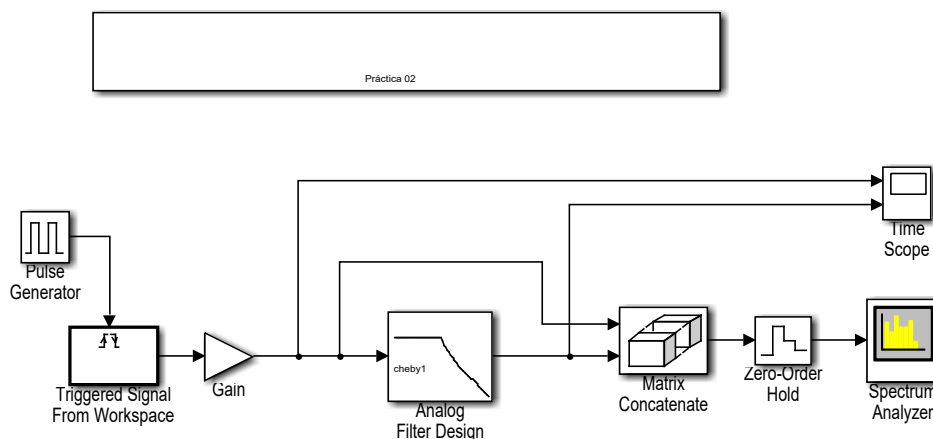 Práctica 02
Time
Scope
Pulse
Generator
cheby1
Triggered Signal
From Workspace
Gain
Analog
Filter Design
Matrix
Concatenate
Zero-Order
Hold
Spectrum
Analyzer